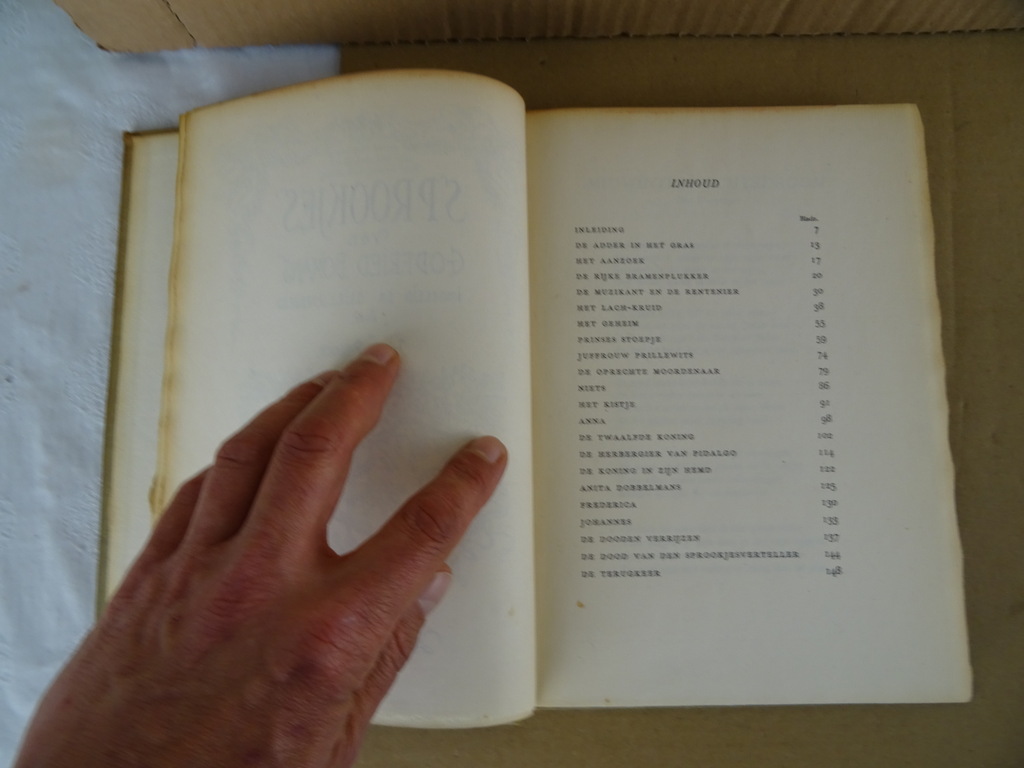 SPROOKJES
INHOUD
Bladz.
INLEIDING 7
DE ADDER IN HET GRAS 13
HET AANZOEK 17
DE RIJKE BRAMENPLUKKER 20
DE MUZIKANT EN DE RENTENIER 30
HET LACH-KRUID 38
HET GEHEIM 55
PRINSES STOEPJE 59
JUFFROUW PRILLEWITS 74
DE OPRECHTE MOORDENAAR 79
NIETS 86
HET KISTJE 91
ANNA 98
DE TWAALFDE KONING 102
DE HERBERGIER VAN PIDALGO 114
DE KONING IN ZIJN HEMD 122
ANITA DOBBELMANS 125
FREDERICA 130
JOHANNES 133
DE DOODEN VERRIJZEN 137
DE DOOD VAN DEN SPROOKJESVERTELLER 144
DE TERUGKEER 148